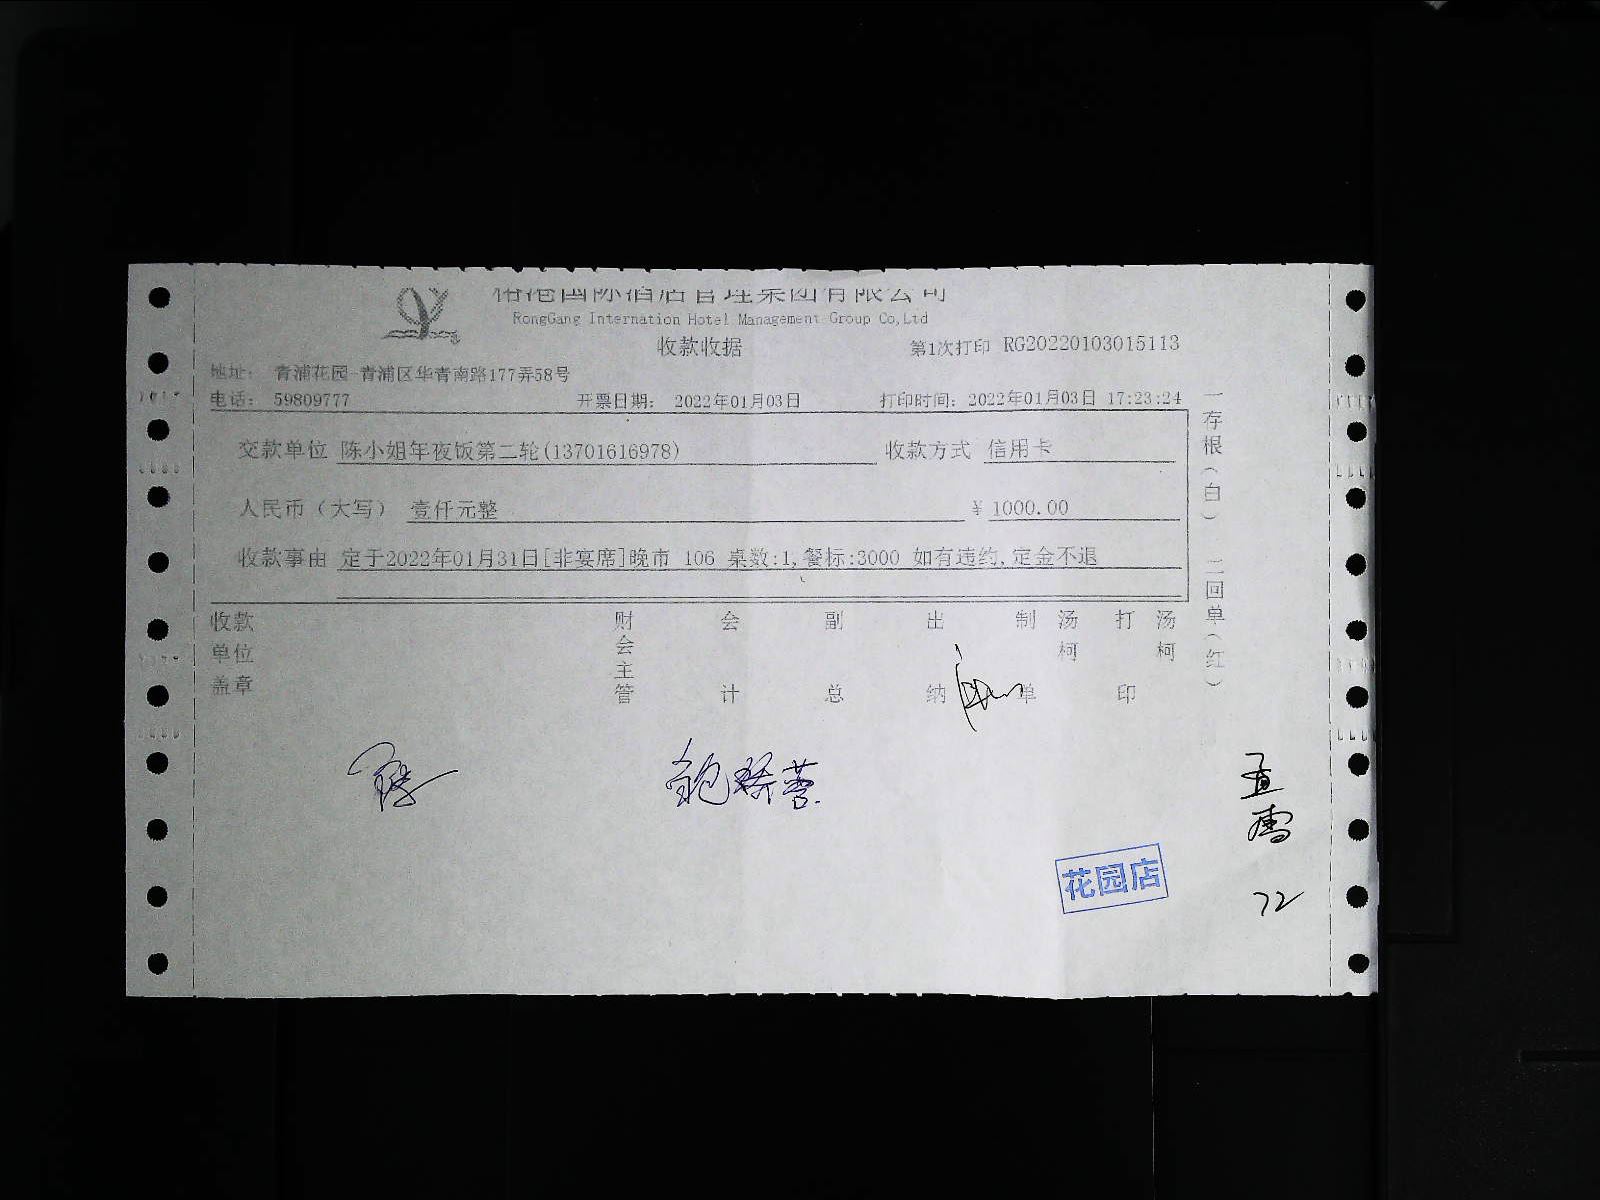 国际酒店管理集团有限公司
RongGang Internation Hotel Management Group Co,Ltd
收款收据
第1次打印 RG20220103015113
地址: 青浦花园-青浦区华青南路177弄58号
电话: 59809777 开票日期: 2022年01月03日 打印时间: 2022年01月03日 17:23:24
交款单位 陈小姐年夜饭第二轮(13701616978) 收款方式 信用卡
人民币（大写） 壹仟元整 ¥ 1000.00
收款事由 定于2022年01月31日[非宴席]晚市 106 桌数:1,餐标:3000 如有违约,定金不退
收款单位盖章 财会主管 会计 副总 出纳 制单 汤柯 打印 汤柯
一存根（白） 二回单（红）
花园店
72